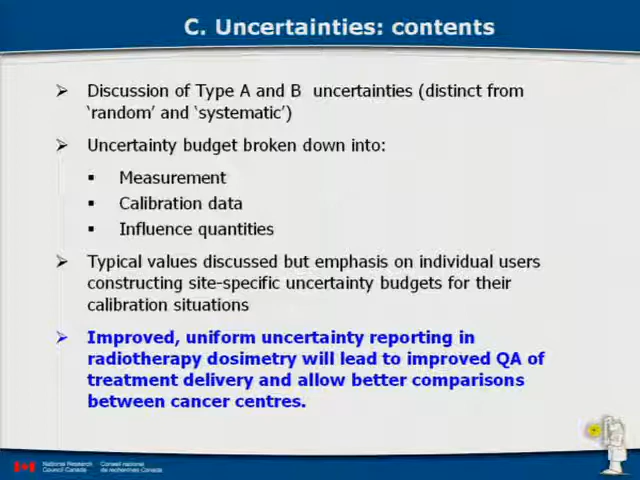 C. Uncertainties: contents
Discussion of Type A and B uncertainties (distinct from
‘random’ and ‘systematic’)
Uncertainty budget broken down into:
Measurement
Calibration data
Influence quantities
Typical values discussed but emphasis on individual users
constructing site-specific uncertainty budgets for their
calibration situations
Improved, uniform uncertainty reporting in
radiotherapy dosimetry will lead to improved QA of
treatment delivery and allow better comparisons
between cancer centres.
National Research Conseil national
Council Canada de recherches Canada